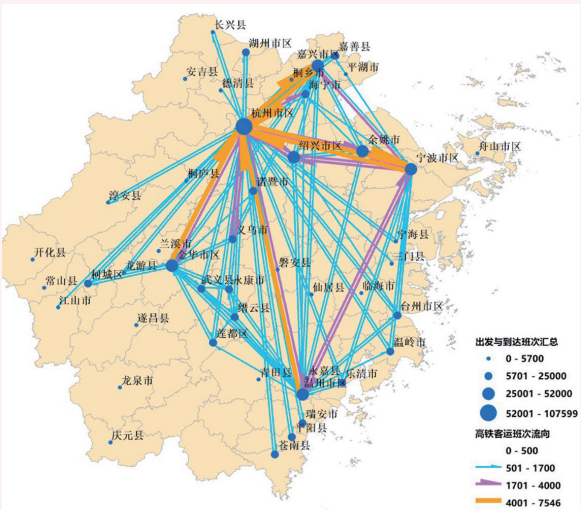 长兴县
湖州市区
嘉兴市区
嘉善县
安吉县
德清县
桐乡市
平湖市
海宁市
杭州市区
绍兴市区
余姚市
舟山市区
宁波市区
桐庐县
诸暨市
淳安县
宁海县
义乌市
兰溪市
开化县
金华市区
三门县
龙游县
磐安县
常山县
柯城区
武义县
永康市
仙居县
临海市
江山市
缙云县
台州市区
遂昌县
莲都区
温岭市
青田县
永嘉县
乐清市
龙泉市
温州市区
瑞安市
平阳县
庆元县
苍南县
出发与到达班次汇总
0 - 5700
5701 - 25000
25001 - 52000
52001 - 107599
高铁客运班次流向
0 - 500
501 - 1700
1701 - 4000
4001 - 7546